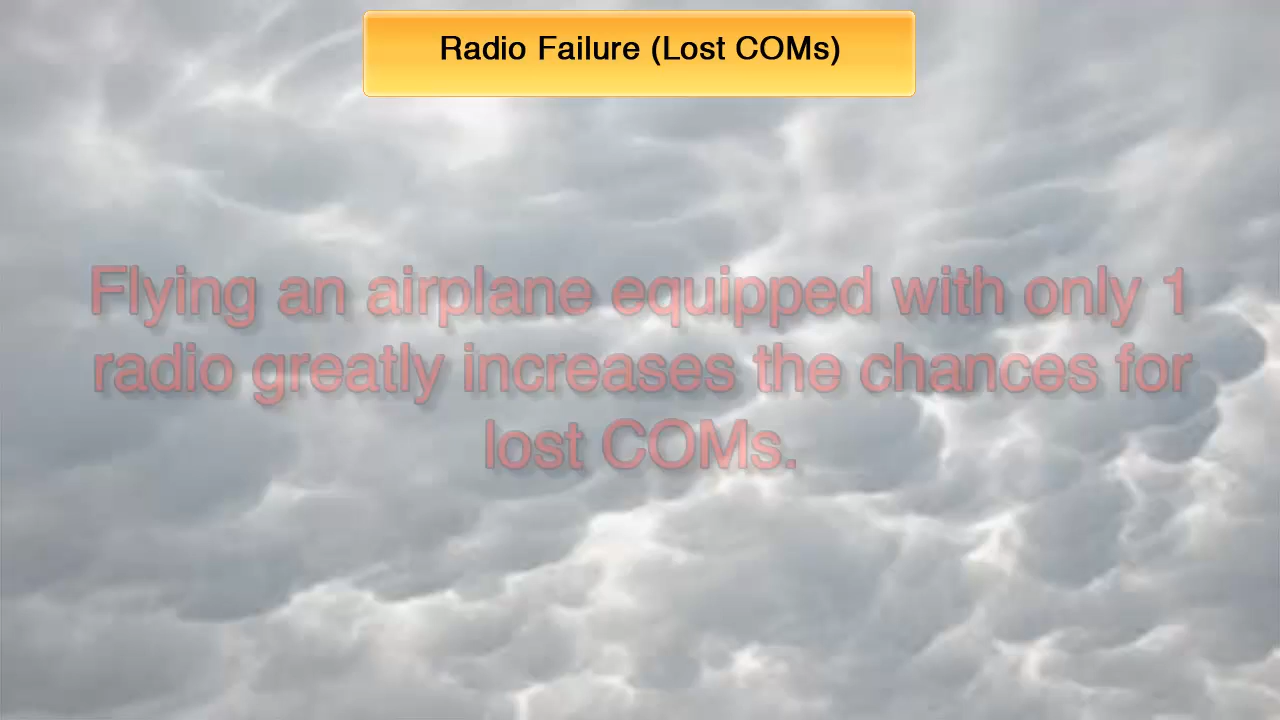 Radio Failure (Lost COMs)
Flying an airplane equipped with only 1
radio greatly increases the chances for
lost COMs.